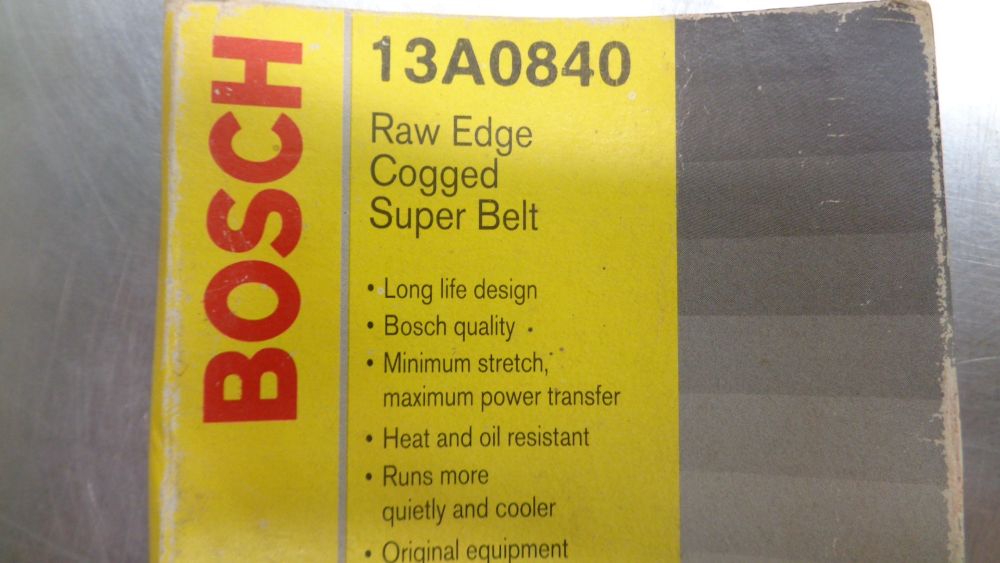 BOSCH
13A0840
Raw Edge
Cogged
Super Belt
• Long life design
• Bosch quality
• Minimum stretch,
maximum power transfer
• Heat and oil resistant
• Runs more
quietly and cooler
• Original equipment